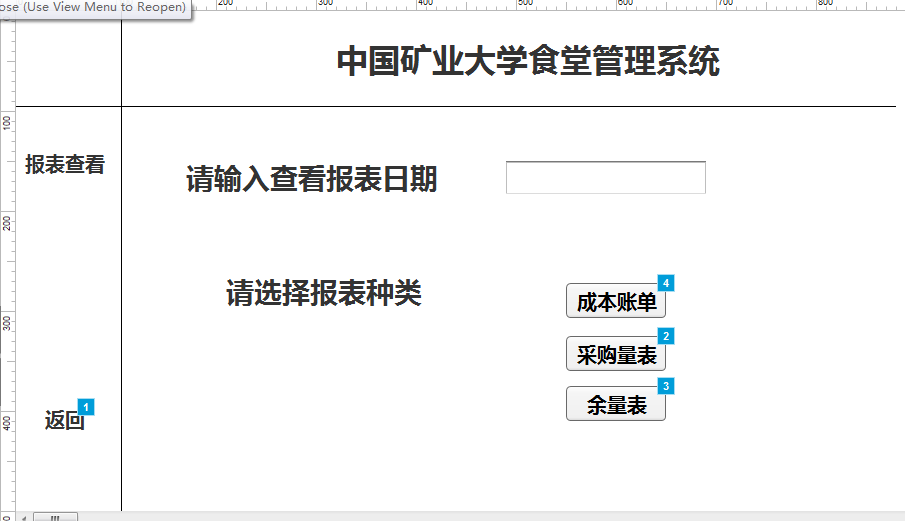 ose (Use View Menu to Reopen)
200
300
400
500
600
700
800
中国矿业大学食堂管理系统
100
报表查看
请输入查看报表日期
200
请选择报表种类
4
成本账单
300
2
采购量表
3
余量表
1
返回
400